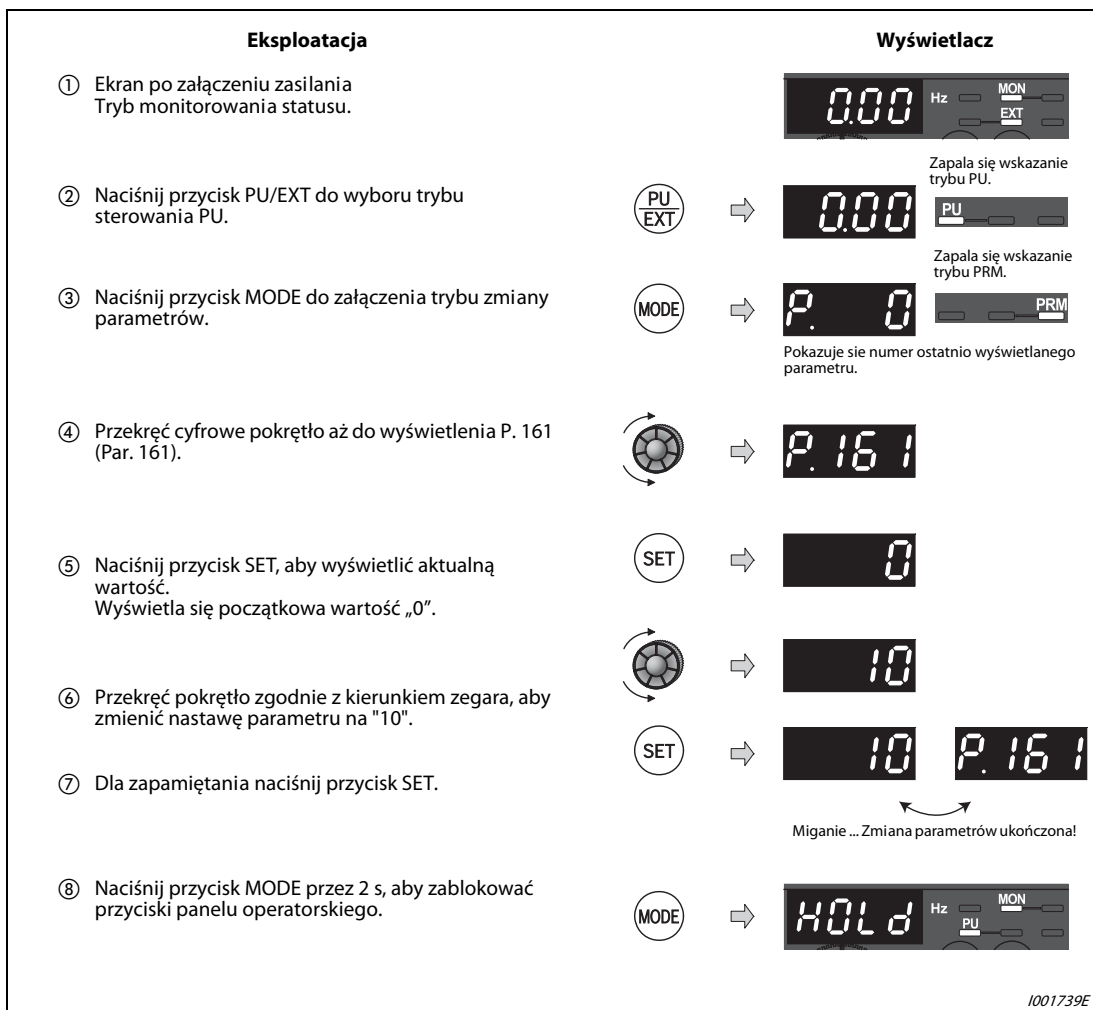 Eksploatacja
Wyświetlacz
① Ekran po załączeniu zasilania
Tryb monitorowania statusu.
0.00 Hz MON
EXT
② Naciśnij przycisk PU/EXT do wyboru trybu
sterowania PU.
PU
EXT
0.00
Zapala się wskazanie
trybu PU.
PU
③ Naciśnij przycisk MODE do załączenia trybu zmiany
parametrów.
MODE
P. 0
Zapala się wskazanie
trybu PRM.
PRM
Pokazuje sie numer ostatnio wyświetlanego
parametru.
④ Przekręć cyfrowe pokrętło aż do wyświetlenia P. 161
(Par. 161).
P. 161
⑤ Naciśnij przycisk SET, aby wyświetlić aktualną
wartość.
Wyświetla się początkowa wartość „0”.
SET
0
⑥ Przekręć pokrętło zgodnie z kierunkiem zegara, aby
zmienić nastawę parametru na "10".
10
⑦ Dla zapamiętania naciśnij przycisk SET.
SET
10 P. 161
Miganie ... Zmiana parametrów ukończona!
⑧ Naciśnij przycisk MODE przez 2 s, aby zablokować
przyciski panelu operatorskiego.
MODE
HOLd Hz MON
PU
I001739E